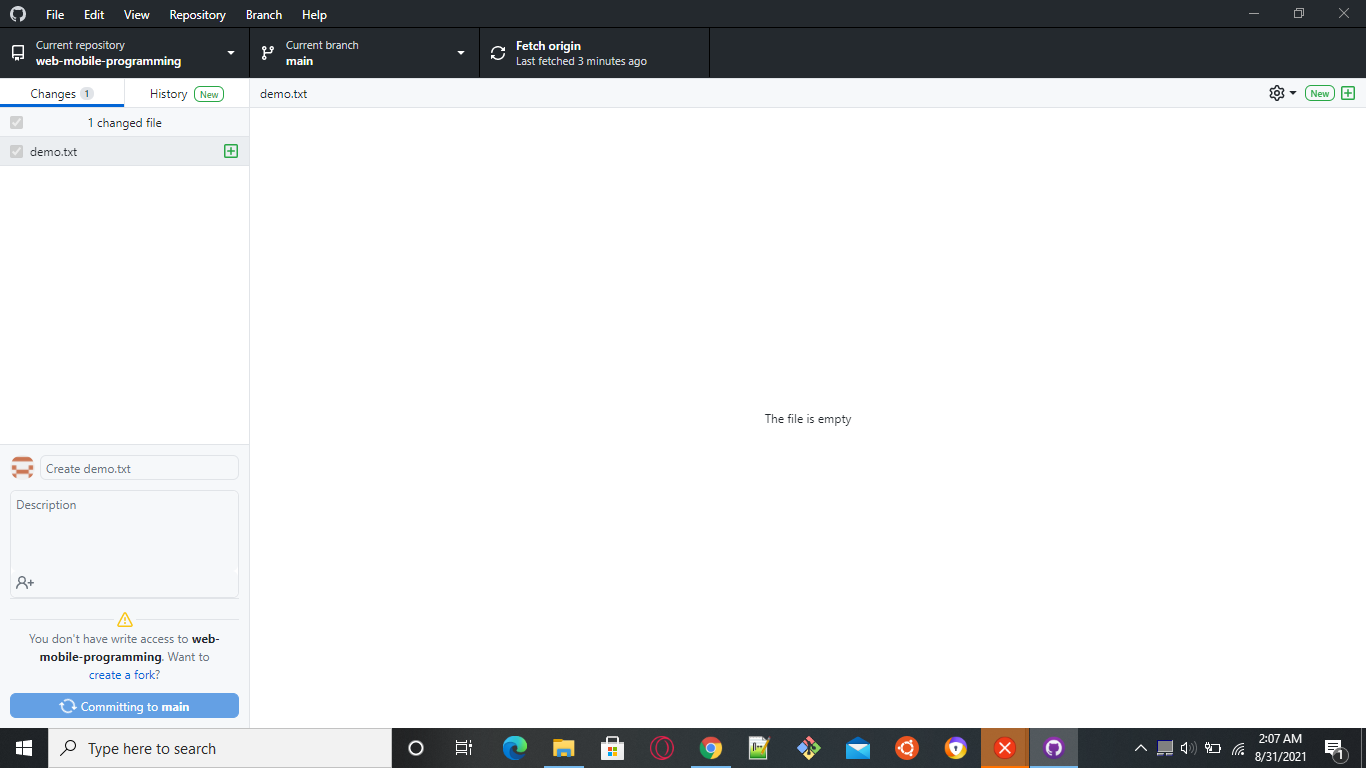 File Edit View Repository Branch Help
Current repository
web-mobile-programming
Current branch
main
Fetch origin
Last fetched 3 minutes ago
Changes 1
History New
demo.txt
New
1 changed file
demo.txt
The file is empty
Create demo.txt
Description
You don't have write access to web-
mobile-programming. Want to
create a fork?
Committing to main
Type here to search
2:07 AM
8/31/2021
1